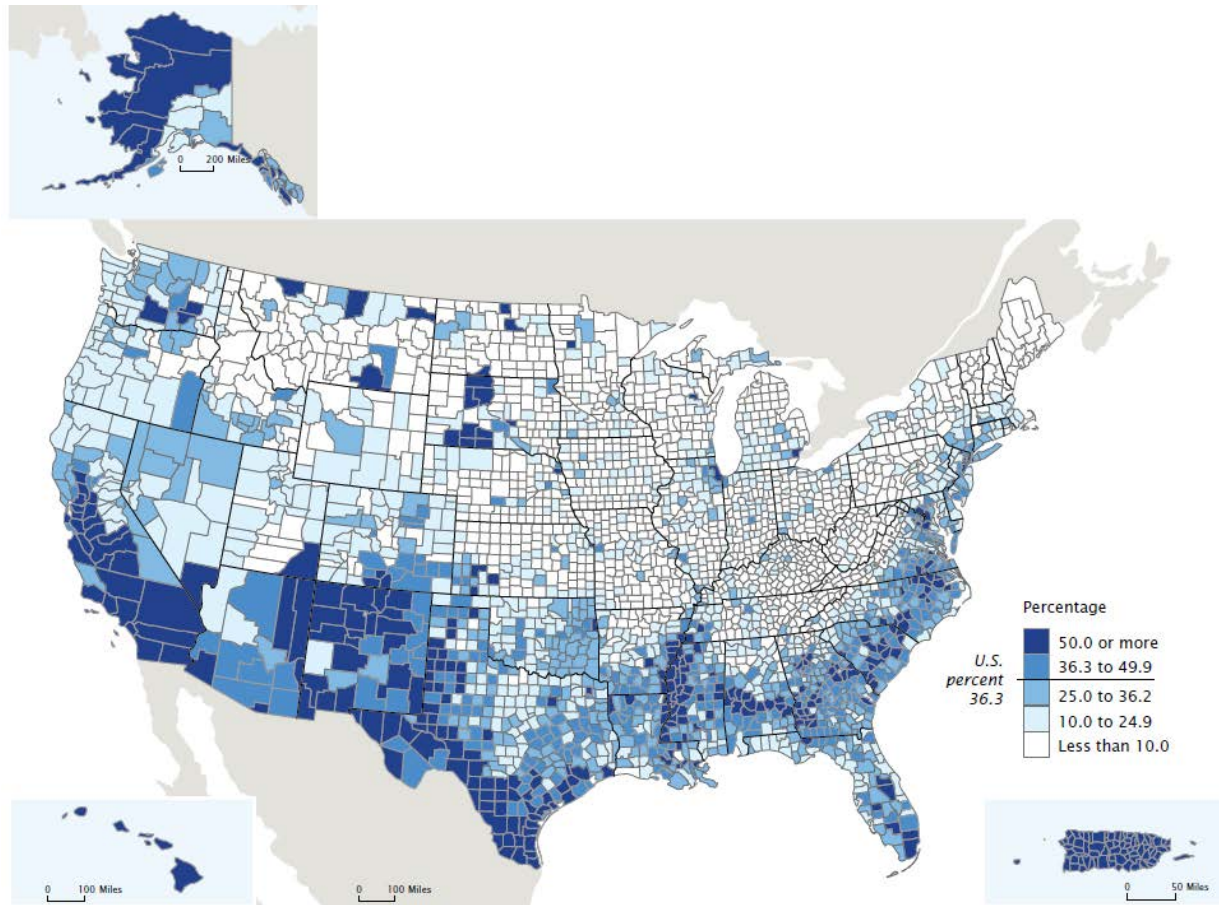 0 200 Miles
Percentage
50.0 or more
36.3 to 49.9
U.S.
percent
36.3
25.0 to 36.2
10.0 to 24.9
Less than 10.0
0 100 Miles
0 100 Miles
0 50 Miles